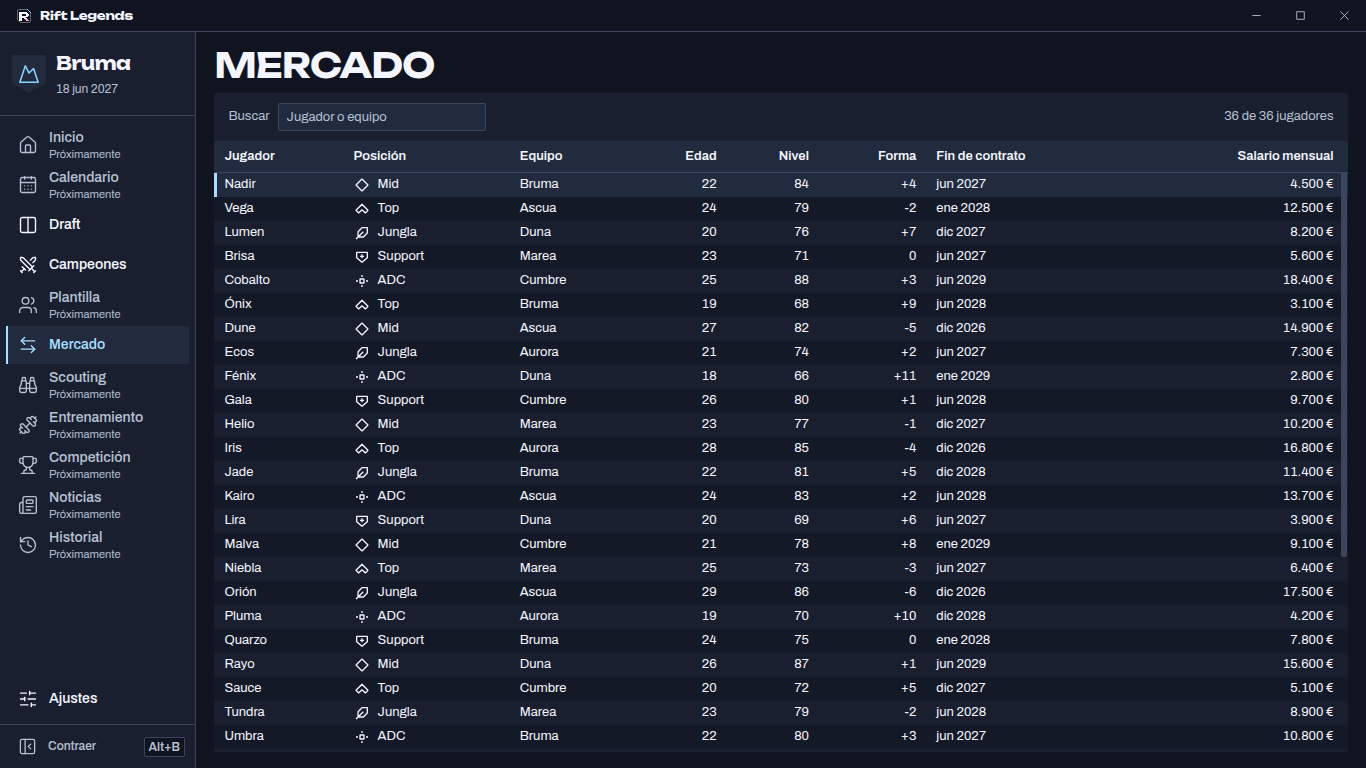 Rift Legends
Bruma
18 jun 2027
Inicio
Próximamente
Calendario
Próximamente
Draft
Campeones
Plantilla
Próximamente
Mercado
Scouting
Próximamente
Entrenamiento
Próximamente
Competición
Próximamente
Noticias
Próximamente
Historial
Próximamente
Ajustes
Contraer Alt+B
MERCADO
Buscar Jugador o equipo 36 de 36 jugadores
Jugador Posición Equipo Edad Nivel Forma Fin de contrato Salario mensual
Nadir Mid Bruma 22 84 +4 jun 2027 4.500 €
Vega Top Ascua 24 79 -2 ene 2028 12.500 €
Lumen Jungla Duna 20 76 +7 dic 2027 8.200 €
Brisa Support Marea 23 71 0 jun 2027 5.600 €
Cobalto ADC Cumbre 25 88 +3 jun 2029 18.400 €
Ónix Top Bruma 19 68 +9 jun 2028 3.100 €
Dune Mid Ascua 27 82 -5 dic 2026 14.900 €
Ecos Jungla Aurora 21 74 +2 jun 2027 7.300 €
Fénix ADC Duna 18 66 +11 ene 2029 2.800 €
Gala Support Cumbre 26 80 +1 jun 2028 9.700 €
Helio Mid Marea 23 77 -1 dic 2027 10.200 €
Iris Top Aurora 28 85 -4 dic 2026 16.800 €
Jade Jungla Bruma 22 81 +5 dic 2028 11.400 €
Kairo ADC Ascua 24 83 +2 jun 2028 13.700 €
Lira Support Duna 20 69 +6 jun 2027 3.900 €
Malva Mid Cumbre 21 78 +8 ene 2029 9.100 €
Niebla Top Marea 25 73 -3 jun 2027 6.400 €
Orión Jungla Ascua 29 86 -6 dic 2026 17.500 €
Pluma ADC Aurora 19 70 +10 dic 2028 4.200 €
Quarzo Support Bruma 24 75 0 ene 2028 7.800 €
Rayo Mid Duna 26 87 +1 jun 2029 15.600 €
Sauce Top Cumbre 20 72 +5 dic 2027 5.100 €
Tundra Jungla Marea 23 79 -2 jun 2028 8.900 €
Umbra ADC Bruma 22 80 +3 jun 2027 10.800 €